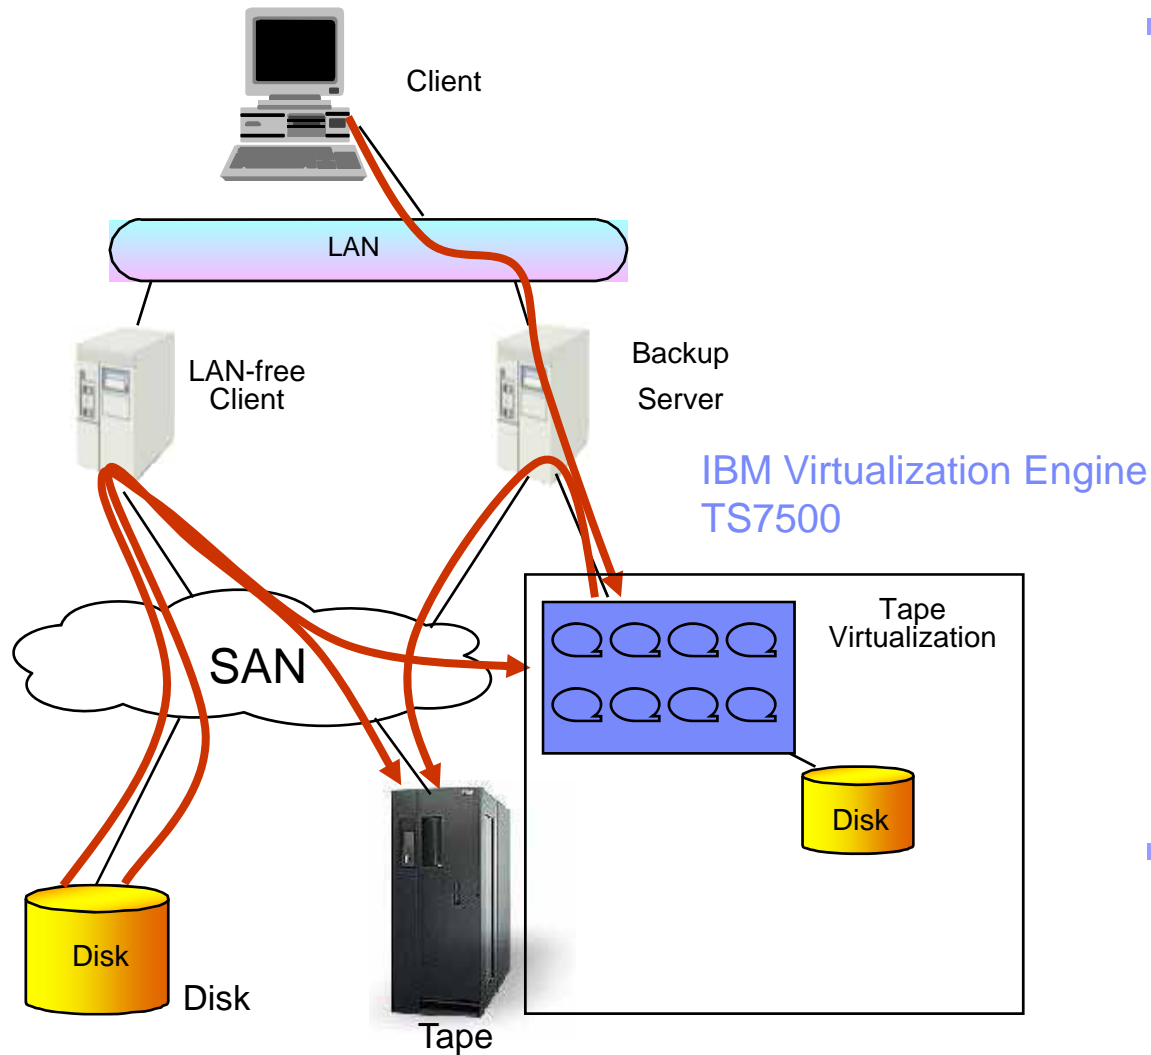 Client
LAN
LAN-free
Client
Backup
Server
IBM Virtualization Engine
TS7500
Tape
Virtualization
SAN
Disk
Disk
Disk
Tape